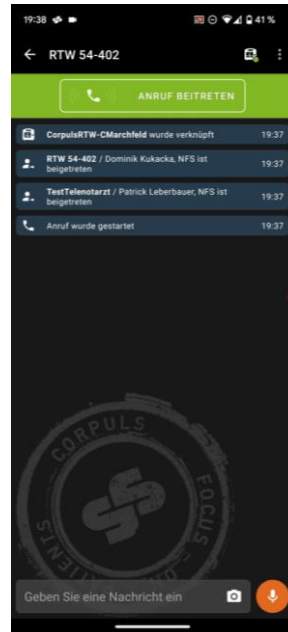 19:38
41 %
RTW 54-402
ANRUF BEITRETEN
CorpulsRTW-CMarchfeld wurde verknüpft 19:37
RTW 54-402 / Dominik Kukacka, NFS ist
beigetreten 19:37
TestTelenotarzt / Patrick Leberbauer, NFS ist
beigetreten 19:37
Anruf wurde gestartet 19:37
CORPULS
FOCUS =
PATIENTS
AND
Geben Sie eine Nachricht ein